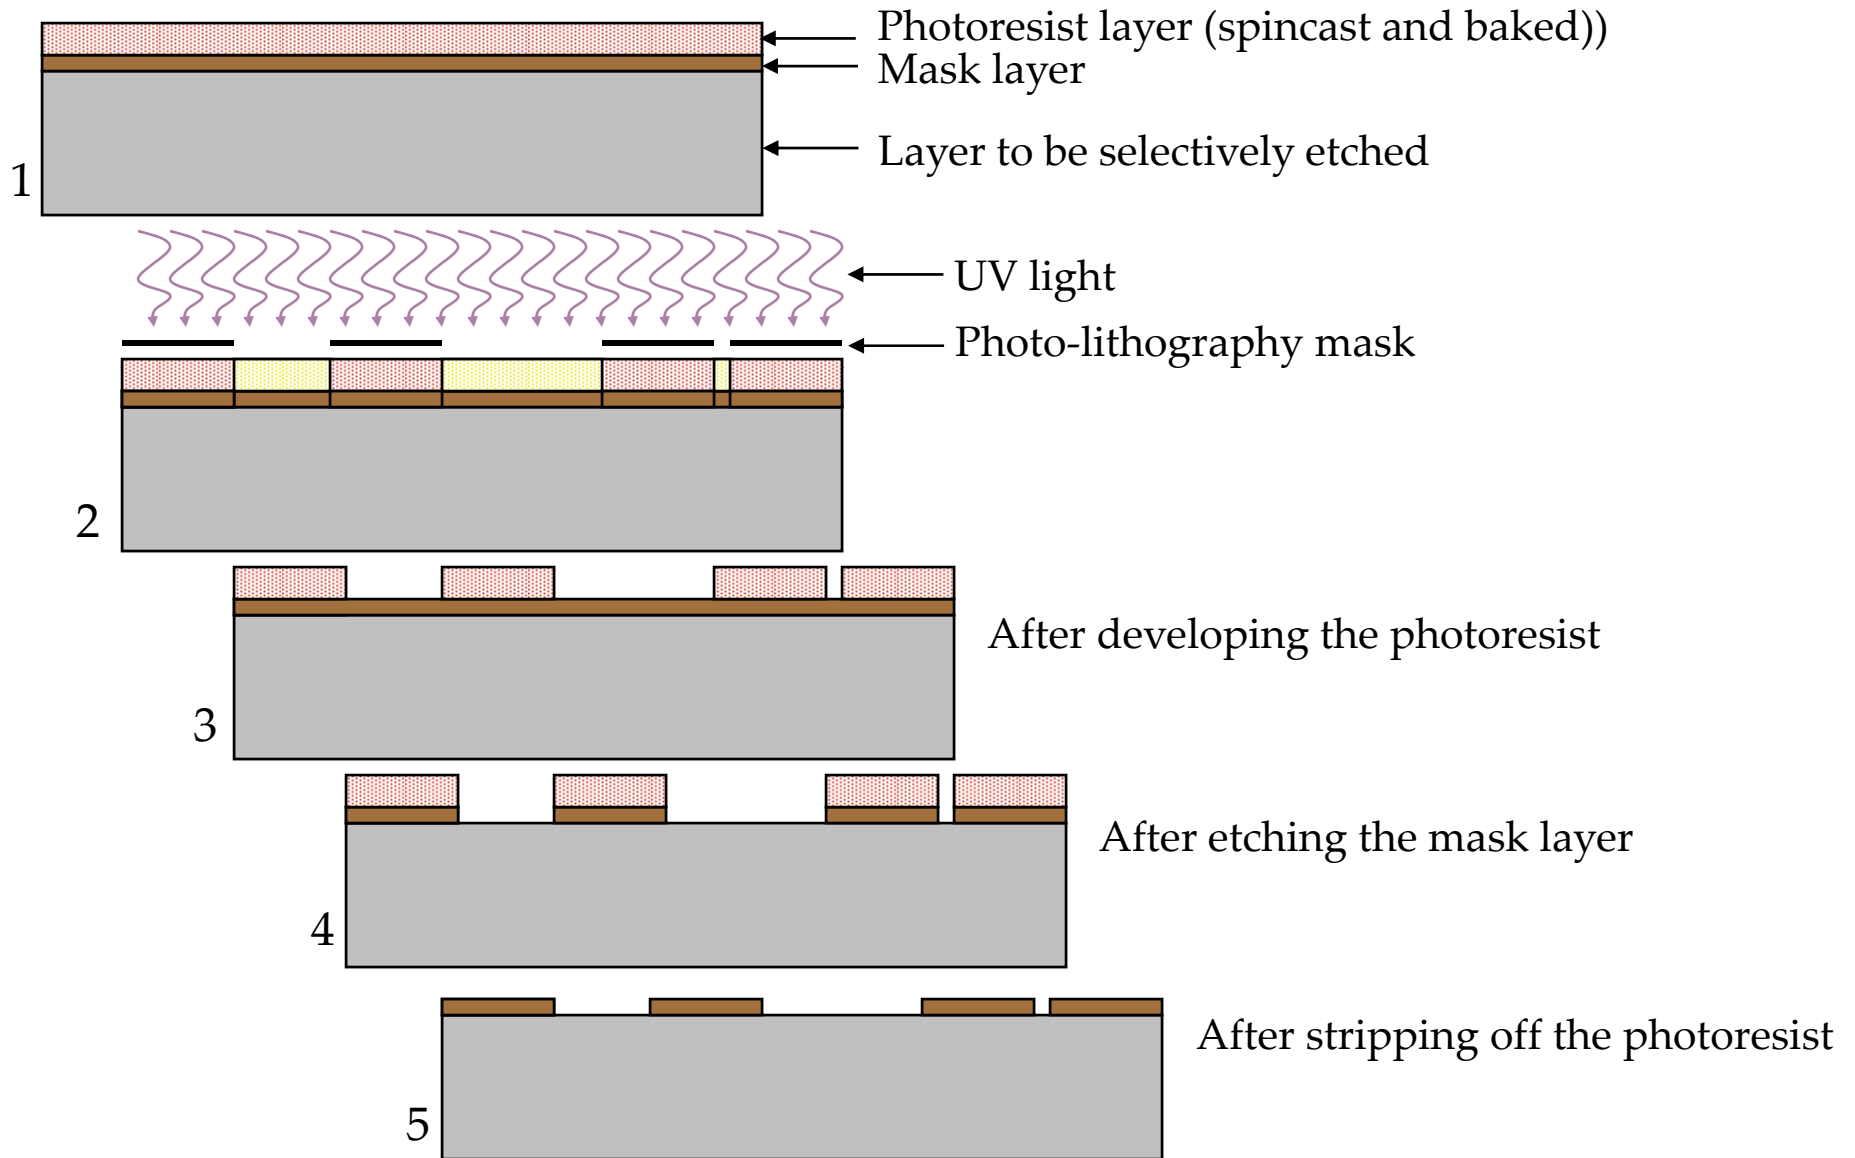 Photoresist layer (spincast and baked))
Mask layer
Layer to be selectively etched
1
UV light
Photo-lithography mask
2
After developing the photoresist
3
After etching the mask layer
4
After stripping off the photoresist
5